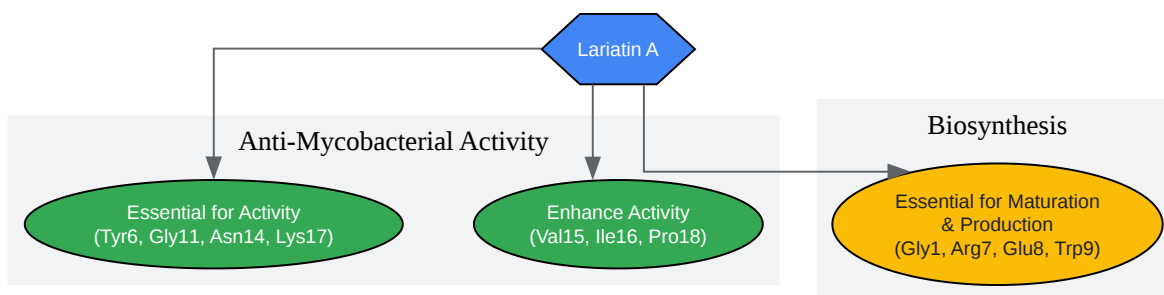 Lariatin A
Anti-Mycobacterial Activity
Biosynthesis
Essential for Activity
(Tyr6, Gly11, Asn14, Lys17)
Enhance Activity
(Val15, Ile16, Pro18)
Essential for Maturation
& Production
(Gly1, Arg7, Glu8, Trp9)